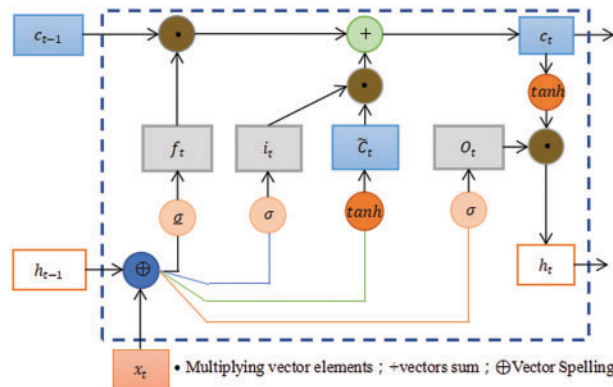 c_{t-1} • + c_t
tanh
• •
f_t i_t C̃_t O_t
σ σ tanh σ
h_{t-1} ⊕ h_t
x_t • Multiplying vector elements ; +vectors sum ; ⊕Vector Spelling